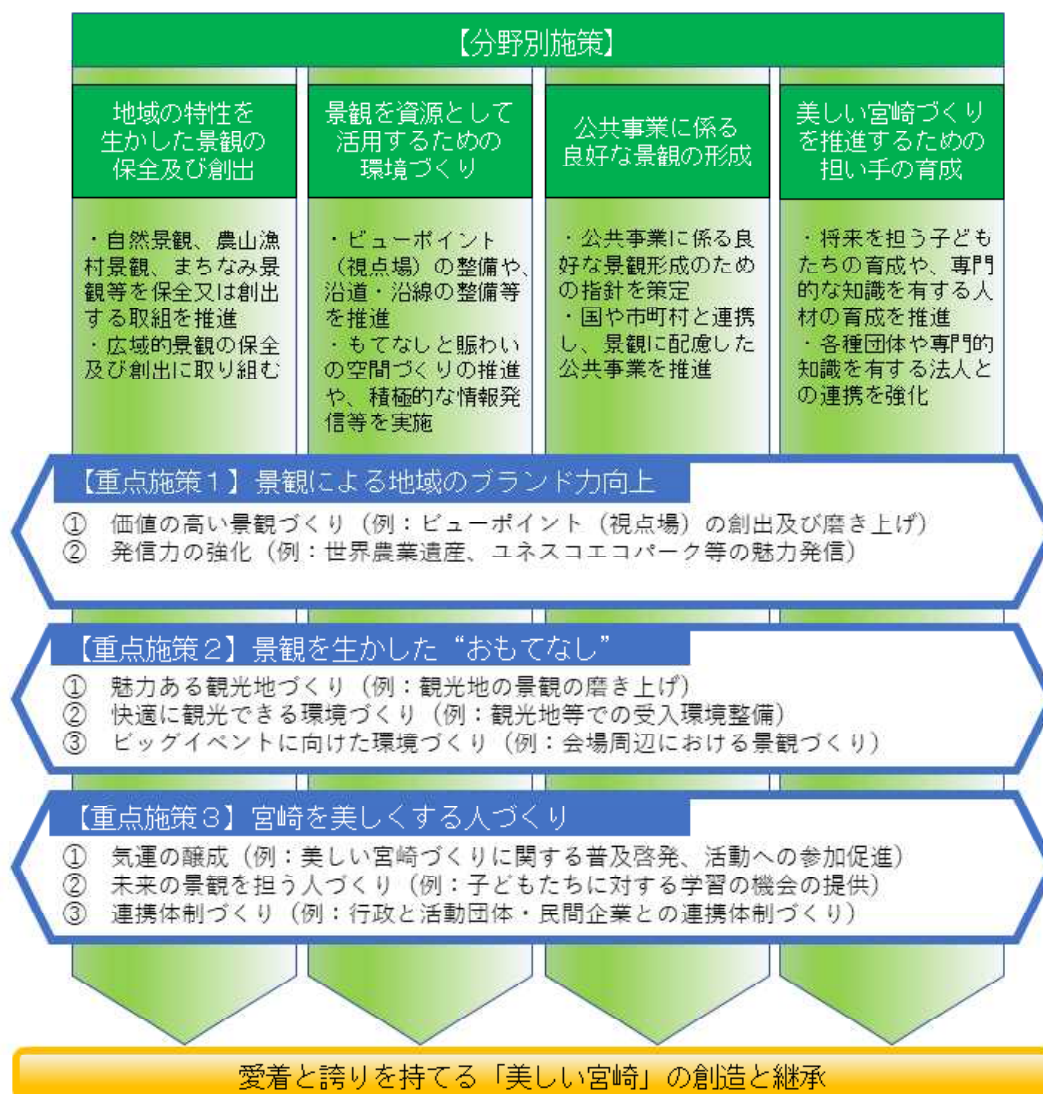 【分野別施策】
地域の特性を
生かした景観の
保全及び創出
・自然景観、農山漁
村景観、まちなみ景
観等を保全又は創出
する取組を推進
・広域的景観の保全
及び創出に取り組む
景観を資源として
活用するための
環境づくり
・ビューポイント
（視点場）の整備や、
沿道・沿線の整備等
を推進
・もてなしと賑わい
の空間づくりの推進
や、積極的な情報発
信等を実施
公共事業に係る
良好な景観の形成
・公共事業に係る良
好な景観形成のため
の指針を策定
・国や市町村と連携
し、景観に配慮した
公共事業を推進
美しい宮崎づくり
を推進するための
担い手の育成
・将来を担う子ども
たちの育成や、専門
的な知識を有する人
材の育成を推進
・各種団体や専門的
知識を有する法人と
の連携を強化
【重点施策１】景観による地域のブランド力向上
① 価値の高い景観づくり（例：ビューポイント（視点場）の創出及び磨き上げ）
② 発信力の強化（例：世界農業遺産、ユネスコエコパーク等の魅力発信）
【重点施策２】景観を生かした“おもてなし”
① 魅力ある観光地づくり（例：観光地の景観の磨き上げ）
② 快適に観光できる環境づくり（例：観光地等での受入環境整備）
③ ビッグイベントに向けた環境づくり（例：会場周辺における景観づくり）
【重点施策３】宮崎を美しくする人づくり
① 気運の醸成（例：美しい宮崎づくりに関する普及啓発、活動への参加促進）
② 未来の景観を担う人づくり（例：子どもたちに対する学習の機会の提供）
③ 連携体制づくり（例：行政と活動団体・民間企業との連携体制づくり）
愛着と誇りを持てる「美しい宮崎」の創造と継承